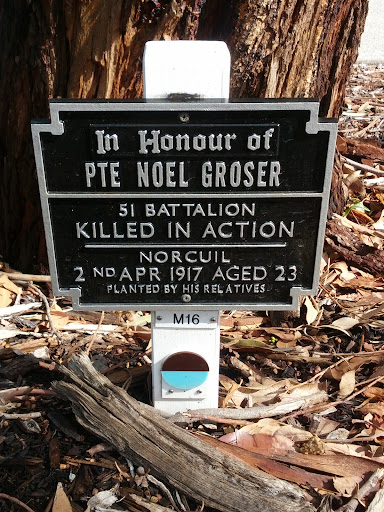 In Honour of
PTE NOEL GROSER
51 BATTALION
KILLED IN ACTION
NORCUIL
2ND APR 1917 AGED 23
PLANTED BY HIS RELATIVES
M16